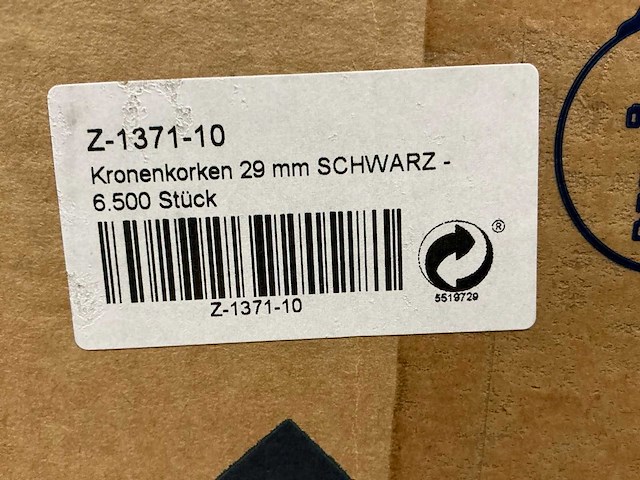 Z-1371-10
Kronenkorken 29 mm SCHWARZ -
6.500 Stück
Z-1371-10
®
5519729